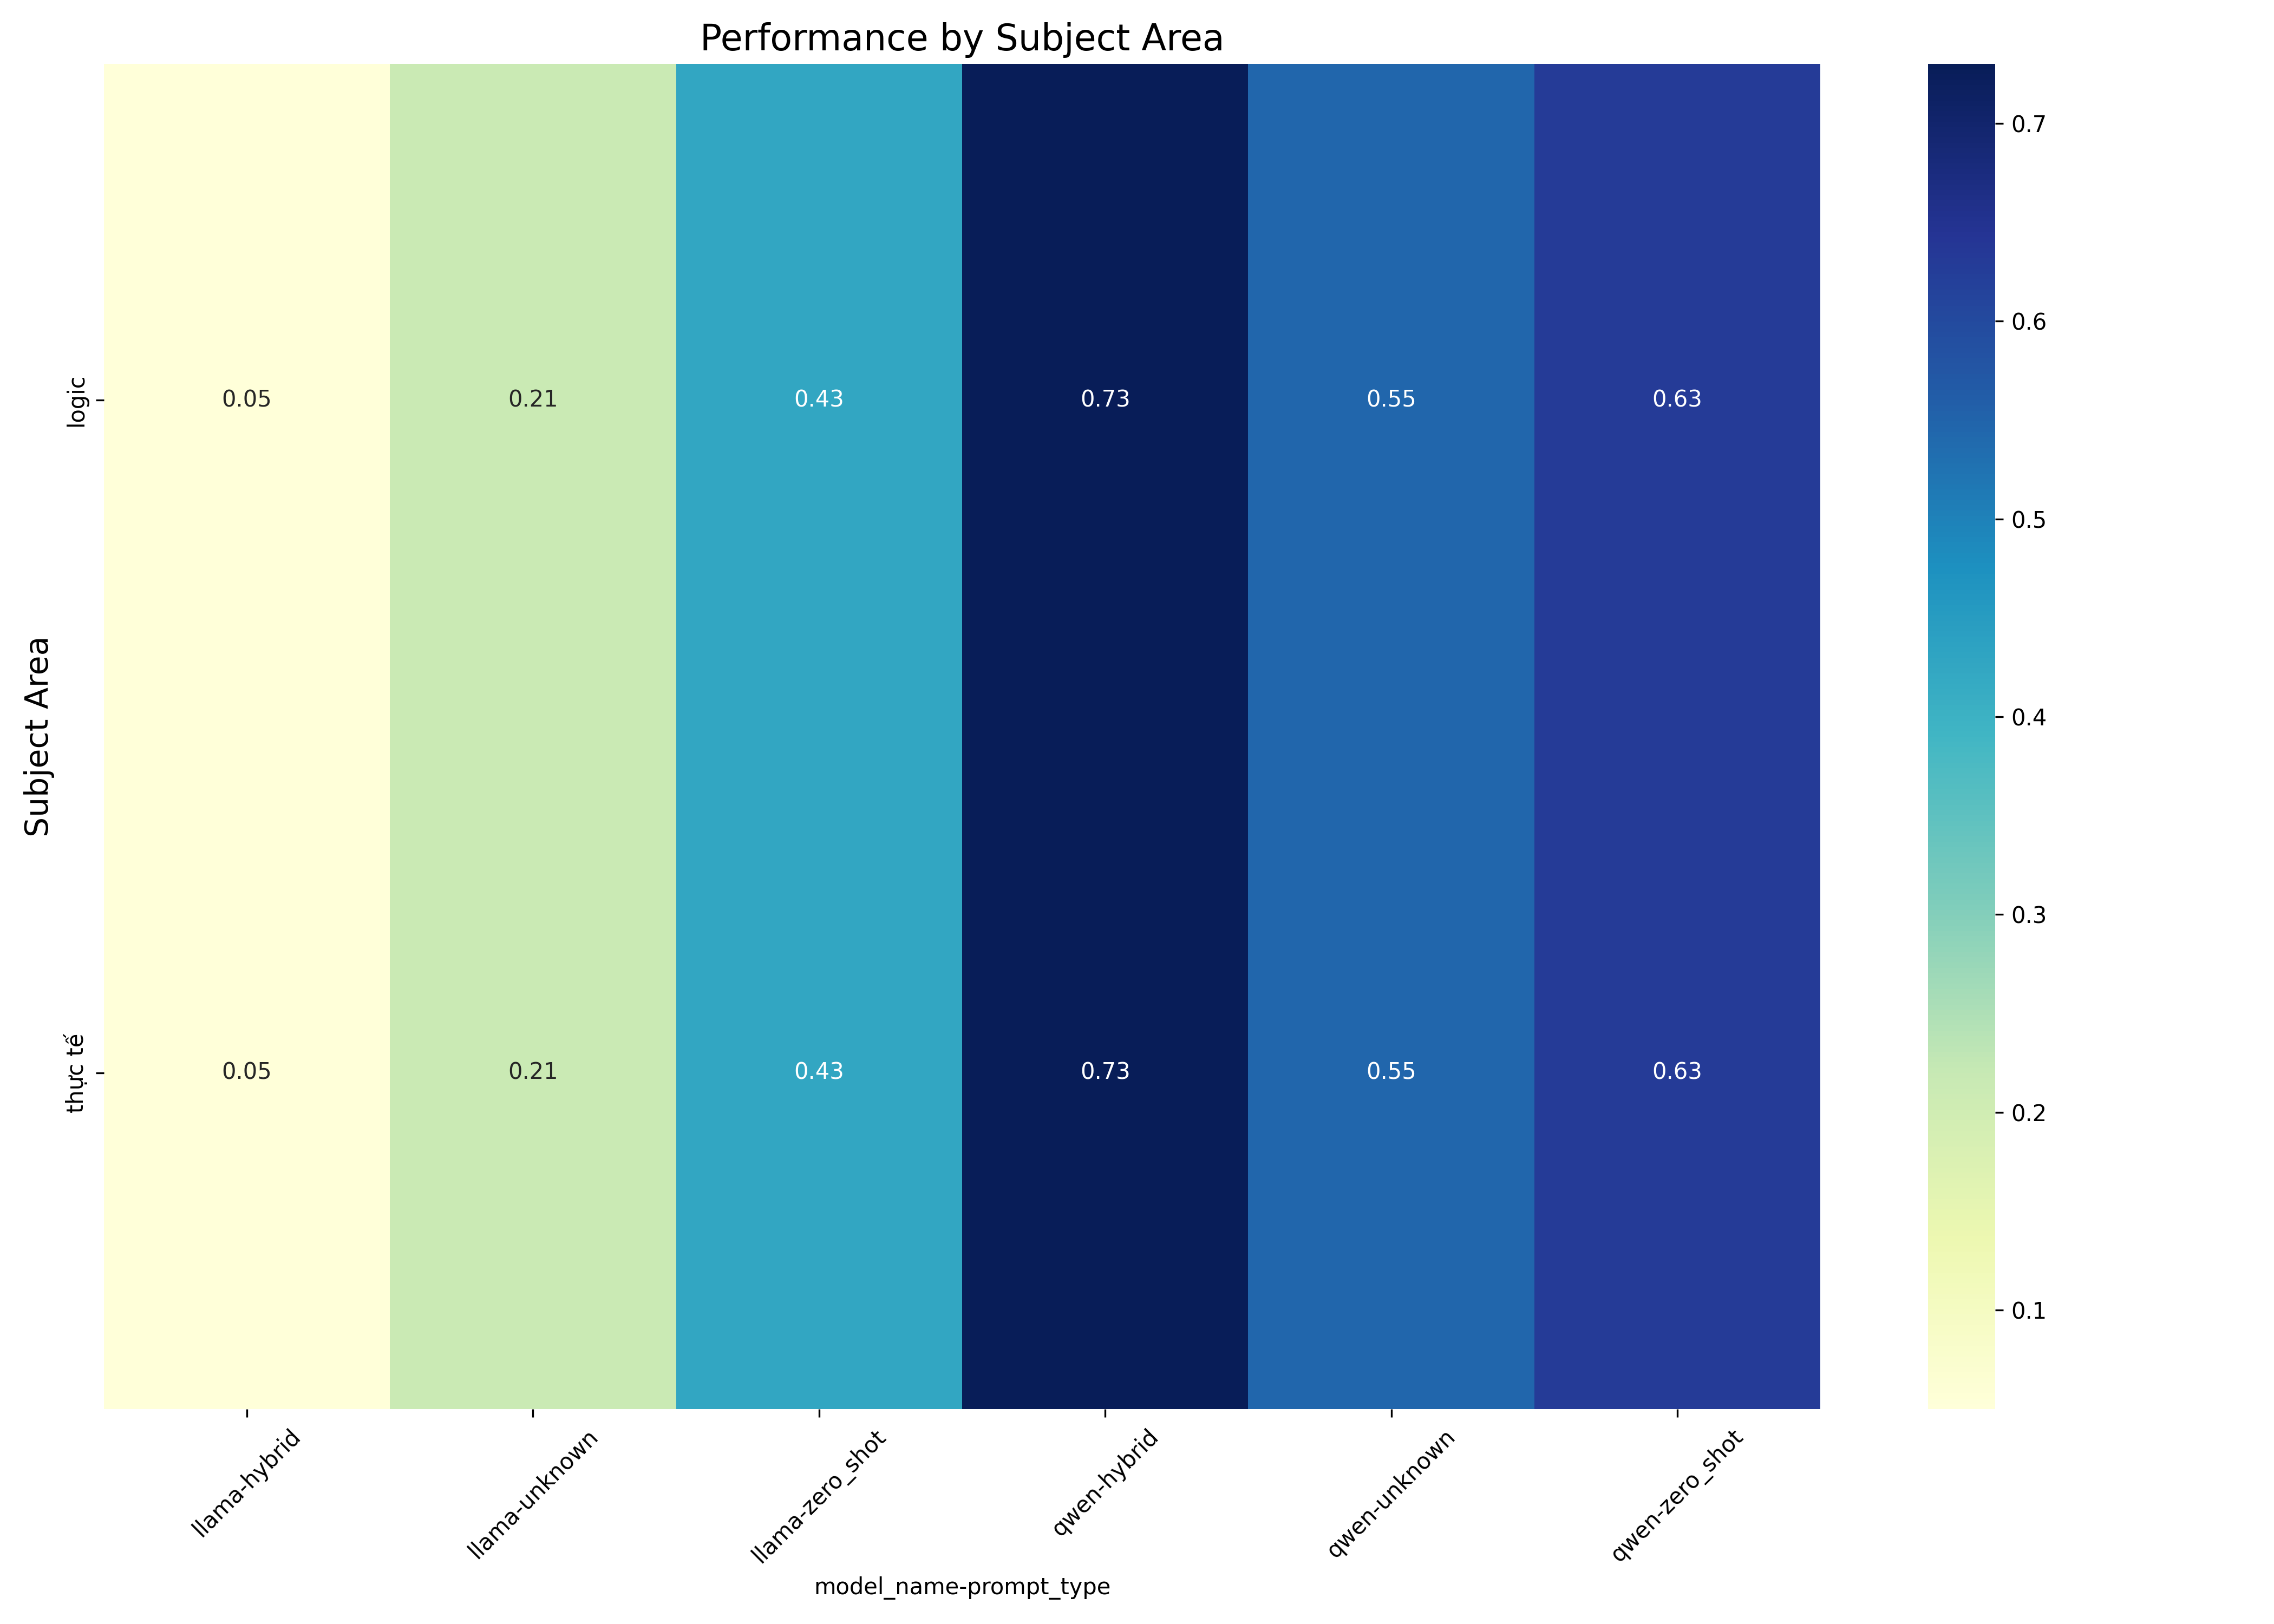 Performance by Subject Area
Subject Area
logic
0.05 0.21 0.43 0.73 0.55 0.63
thực tế
0.05 0.21 0.43 0.73 0.55 0.63
llama-hybrid
llama-unknown
llama-zero_shot
qwen-hybrid
qwen-unknown
qwen-zero_shot
model_name-prompt_type
0.7
0.6
0.5
0.4
0.3
0.2
0.1